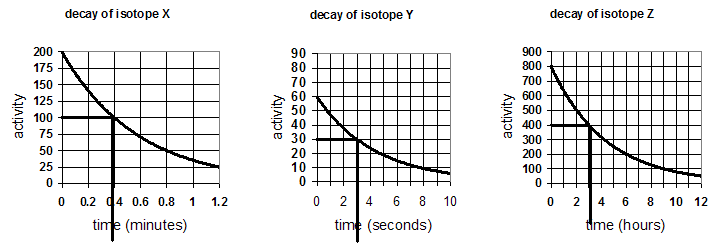 decay of isotope X
200
175
150
125
100
75
50
25
0
activity
0 0.2 0.4 0.6 0.8 1.0 1.2
time (minutes)
decay of isotope Y
90
80
70
60
50
40
30
20
10
0
activity
0 2 4 6 8 10
time (seconds)
decay of isotope Z
900
800
700
600
500
400
300
200
100
0
activity
0 2 4 6 8 10 12
time (hours)